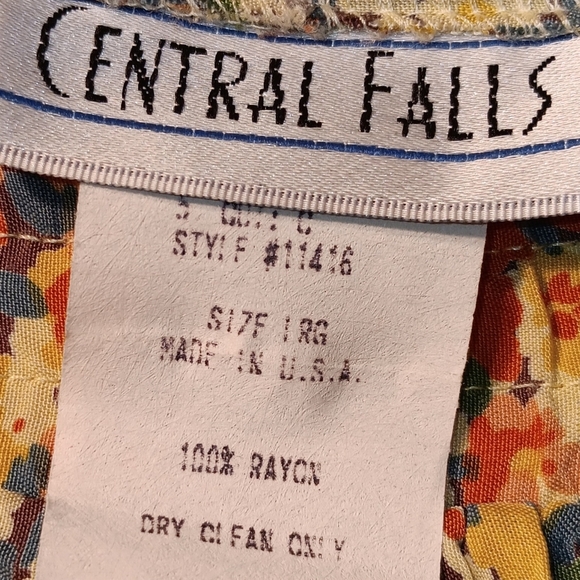 CENTRAL FALLS
STYLE #11416
SIZE LRG
MADE IN U.S.A.
100% RAYON
DRY CLEAN ONLY